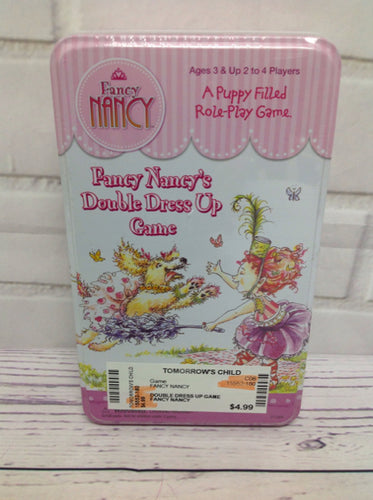 Fancy
NANCY
Ages 3 & Up 2 to 4 Players
A Puppy Filled
Role-Play Game.
Fancy Nancy's
Double Dress Up
Game
TOMORROW'S CHILD
Game
FANCY NANCY
DOUBLE DRESS UP GAME
FANCY NANCY
$4.99